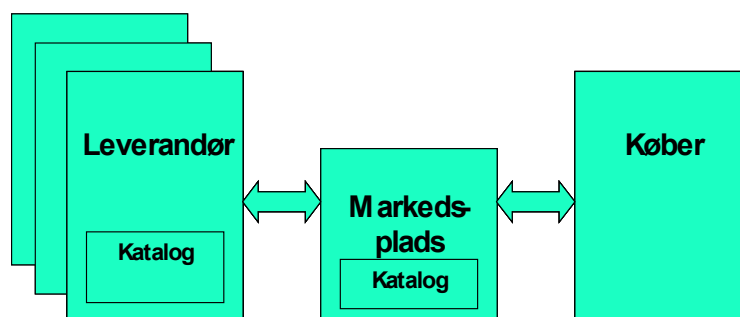 Leverandør
Katalog
Markeds-
plads
Katalog
Køber